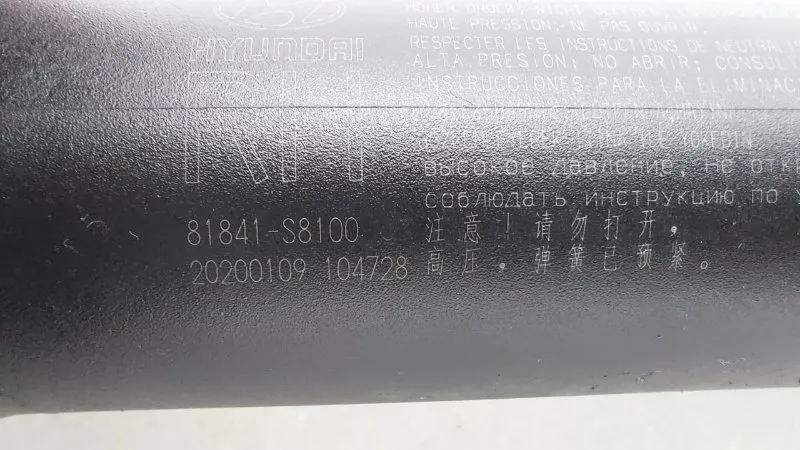 HYUNDAI
RH
81841-S8100
20200109 104728
HAUTE PRESSION; NE PAS OUVRIR.
RESPECTER LES INSTRUCTIONS DE NEUTRALI
ALTA PRESION; NO ABRIR; CONSULT
INSTRUCCIONES PARA LA ELIMINAC
высокое давление, не отк
соблюдать инструкцию по
注意！请勿打开，
高压，弹簧已预紧。